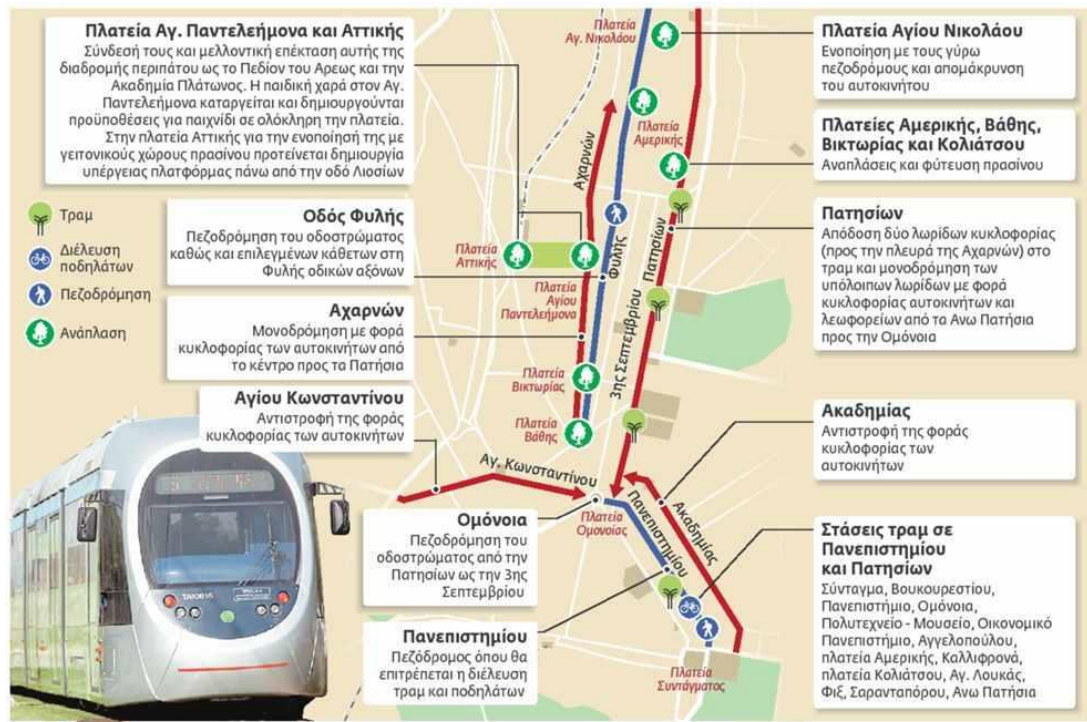 Πλατεία Αγ. Παντελεήμονα και Αττικής
Σύνδεσή τους και μελλοντική επέκταση αυτής της
διαδρομής περιπάτου ως το Πεδίον του Αρεως και την
Ακαδημία Πλάτωνος. Η παιδική χαρά στον Αγ.
Παντελεήμονα καταργείται και δημιουργούνται
προϋποθέσεις για παιχνίδι σε ολόκληρη την πλατεία.
Στην πλατεία Αττικής για την ενοποίησή της με
γειτονικούς χώρους πρασίνου προτείνεται δημιουργία
υπέργειας πλατφόρμας πάνω από την οδό Λιοσίων
Τραμ
Διέλευση
ποδηλάτων
Πεζοδρόμηση
Ανάπλαση
Οδός Φυλής
Πεζοδρόμηση του οδοστρώματος
καθώς και επιλεγμένων κάθετων στη
Φυλής οδικών αξόνων
Αχαρνών
Μονοδρόμηση με φορά
κυκλοφορίας των αυτοκινήτων από
το κέντρο προς τα Πατήσια
Αγίου Κωνσταντίνου
Αντιστροφή της φοράς
κυκλοφορίας των αυτοκινήτων
Ομόνοια
Πεζοδρόμηση του
οδοστρώματος από την
Πατησίων ως την 3ης
Σεπτεμβρίου
Πανεπιστημίου
Πεζόδρομος όπου θα
επιτρέπεται η διέλευση
τραμ και ποδηλάτων
Πλατεία
Αγ. Νικολάου
Πλατεία
Αμερικής
Αχαρνών
Φυλής
Πατησίων
3ης Σεπτεμβρίου
Πλατεία
Αττικής
Πλατεία
Αγίου
Παντελεήμονα
Πλατεία
Βικτωρίας
Πλατεία
Βάθης
Αγ. Κωνσταντίνου
Πλατεία
Ομονοίας
Πανεπιστημίου
Ακαδημίας
Πλατεία
Συντάγματος
Πλατεία Αγίου Νικολάου
Ενοποίηση με τους γύρω
πεζοδρόμους και απομάκρυνση
του αυτοκινήτου
Πλατείες Αμερικής, Βάθης,
Βικτωρίας και Κολιάτσου
Αναπλάσεις και φύτευση πρασίνου
Πατησίων
Απόδοση δύο λωρίδων κυκλοφορίας
(προς την πλευρά της Αχαρνών) στο
τραμ και μονοδρόμηση των
υπόλοιπων λωρίδων με φορά
κυκλοφορίας αυτοκινήτων και
λεωφορείων από τα Ανω Πατήσια
προς την Ομόνοια
Ακαδημίας
Αντιστροφή της φοράς
κυκλοφορίας των
αυτοκινήτων
Στάσεις τραμ σε
Πανεπιστημίου
και Πατησίων
Σύνταγμα, Βουκουρεστίου,
Πανεπιστήμιο, Ομόνοια,
Πολυτεχνείο - Μουσείο, Οικονομικό
Πανεπιστήμιο, Αγγελοπούλου,
πλατεία Αμερικής, Καλλιφρονά,
πλατεία Κολιάτσου, Αγ. Λουκάς,
Φιξ, Σαρανταπόρου, Ανω Πατήσια